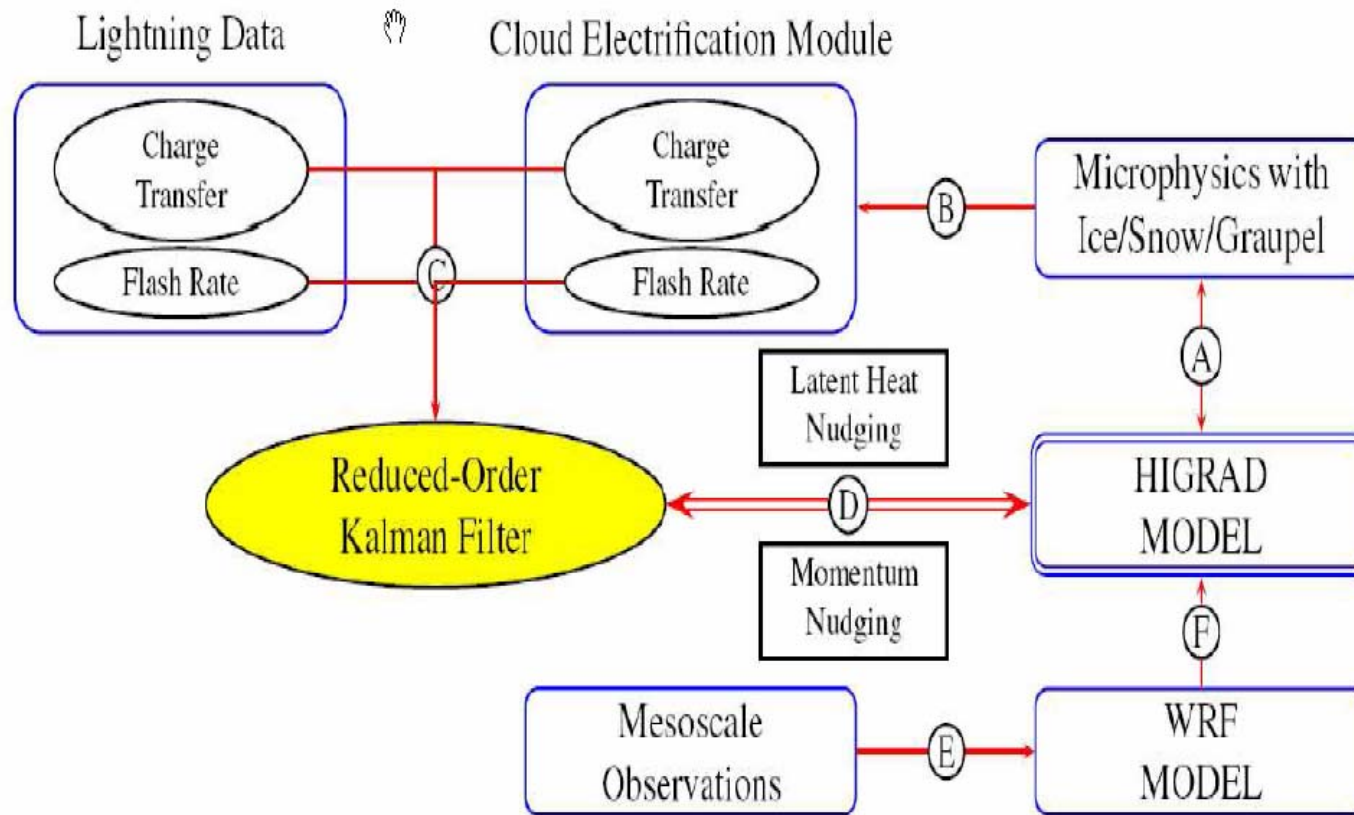 Lightning Data
Cloud Electrification Module
Charge
Transfer
Flash Rate
Charge
Transfer
Flash Rate
C
B
Microphysics with
Ice/Snow/Graupel
A
Latent Heat
Nudging
Reduced-Order
Kalman Filter
D
HIGRAD
MODEL
Momentum
Nudging
F
Mesoscale
Observations
E
WRF
MODEL